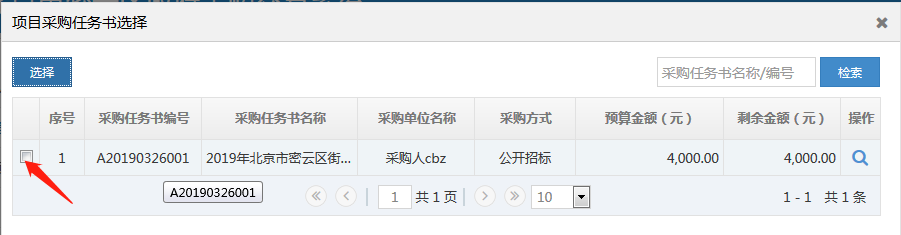 项目采购任务书选择
选择
采购任务书名称/编号 检索
序号 采购任务书编号 采购任务书名称 采购单位名称 采购方式 预算金额（元） 剩余金额（元） 操作
1 A20190326001 2019年北京市密云区街... 采购人cbz 公开招标 4,000.00 4,000.00
A20190326001
1 共 1 页 10 1 - 1 共 1 条